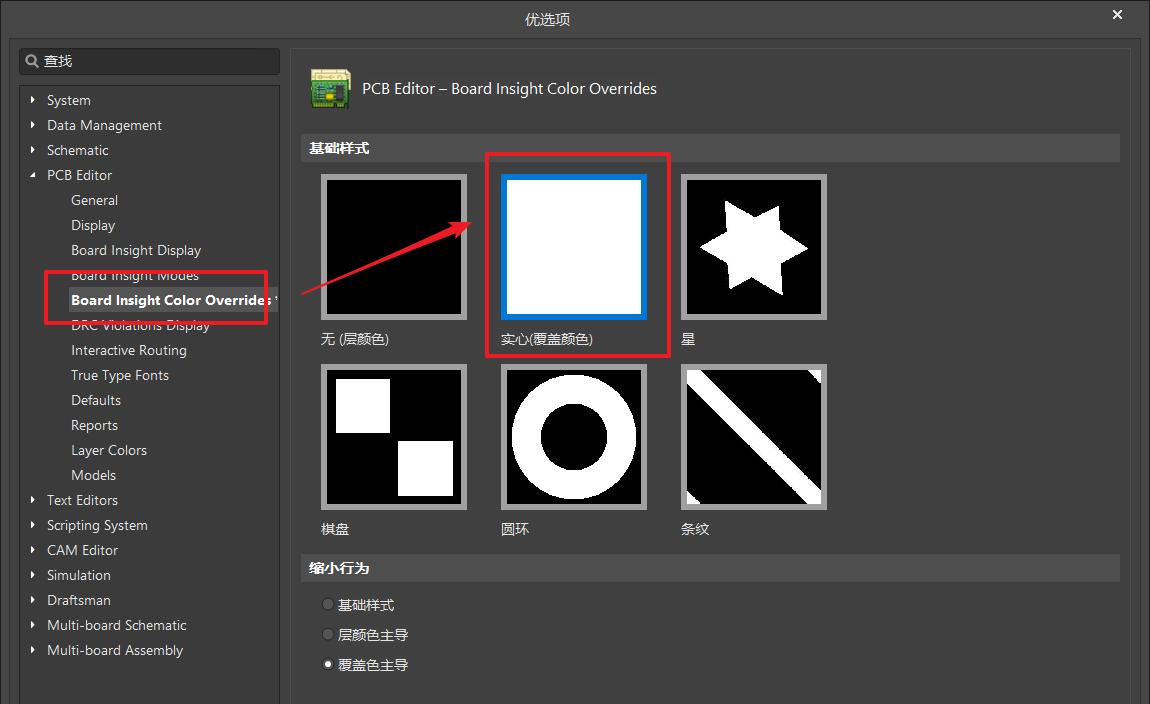 优选项
查找
System
Data Management
Schematic
PCB Editor
General
Display
Board Insight Display
Board Insight Modes
Board Insight Color Overrides *
DRC Violations Display
Interactive Routing
True Type Fonts
Defaults
Reports
Layer Colors
Models
Text Editors
Scripting System
CAM Editor
Simulation
Draftsman
Multi-board Schematic
Multi-board Assembly
PCB Editor – Board Insight Color Overrides
基础样式
无 (层颜色)
实心(覆盖颜色)
星
棋盘
圆环
条纹
缩小行为
基础样式
层颜色主导
覆盖色主导